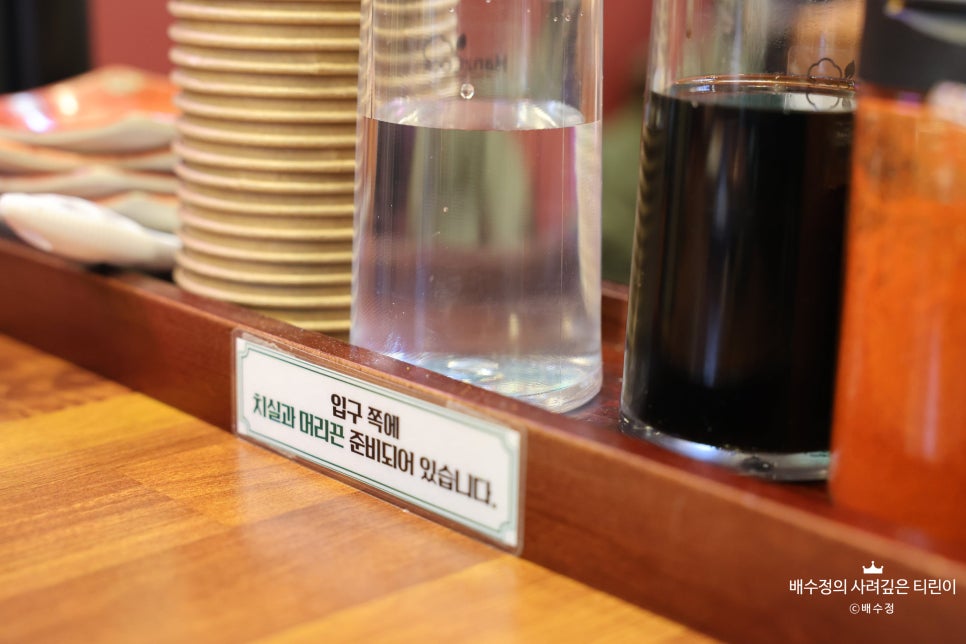 입구 쪽에
치실과 머리끈 준비되어 있습니다.
배수정의 사려깊은 티린이
©배수정